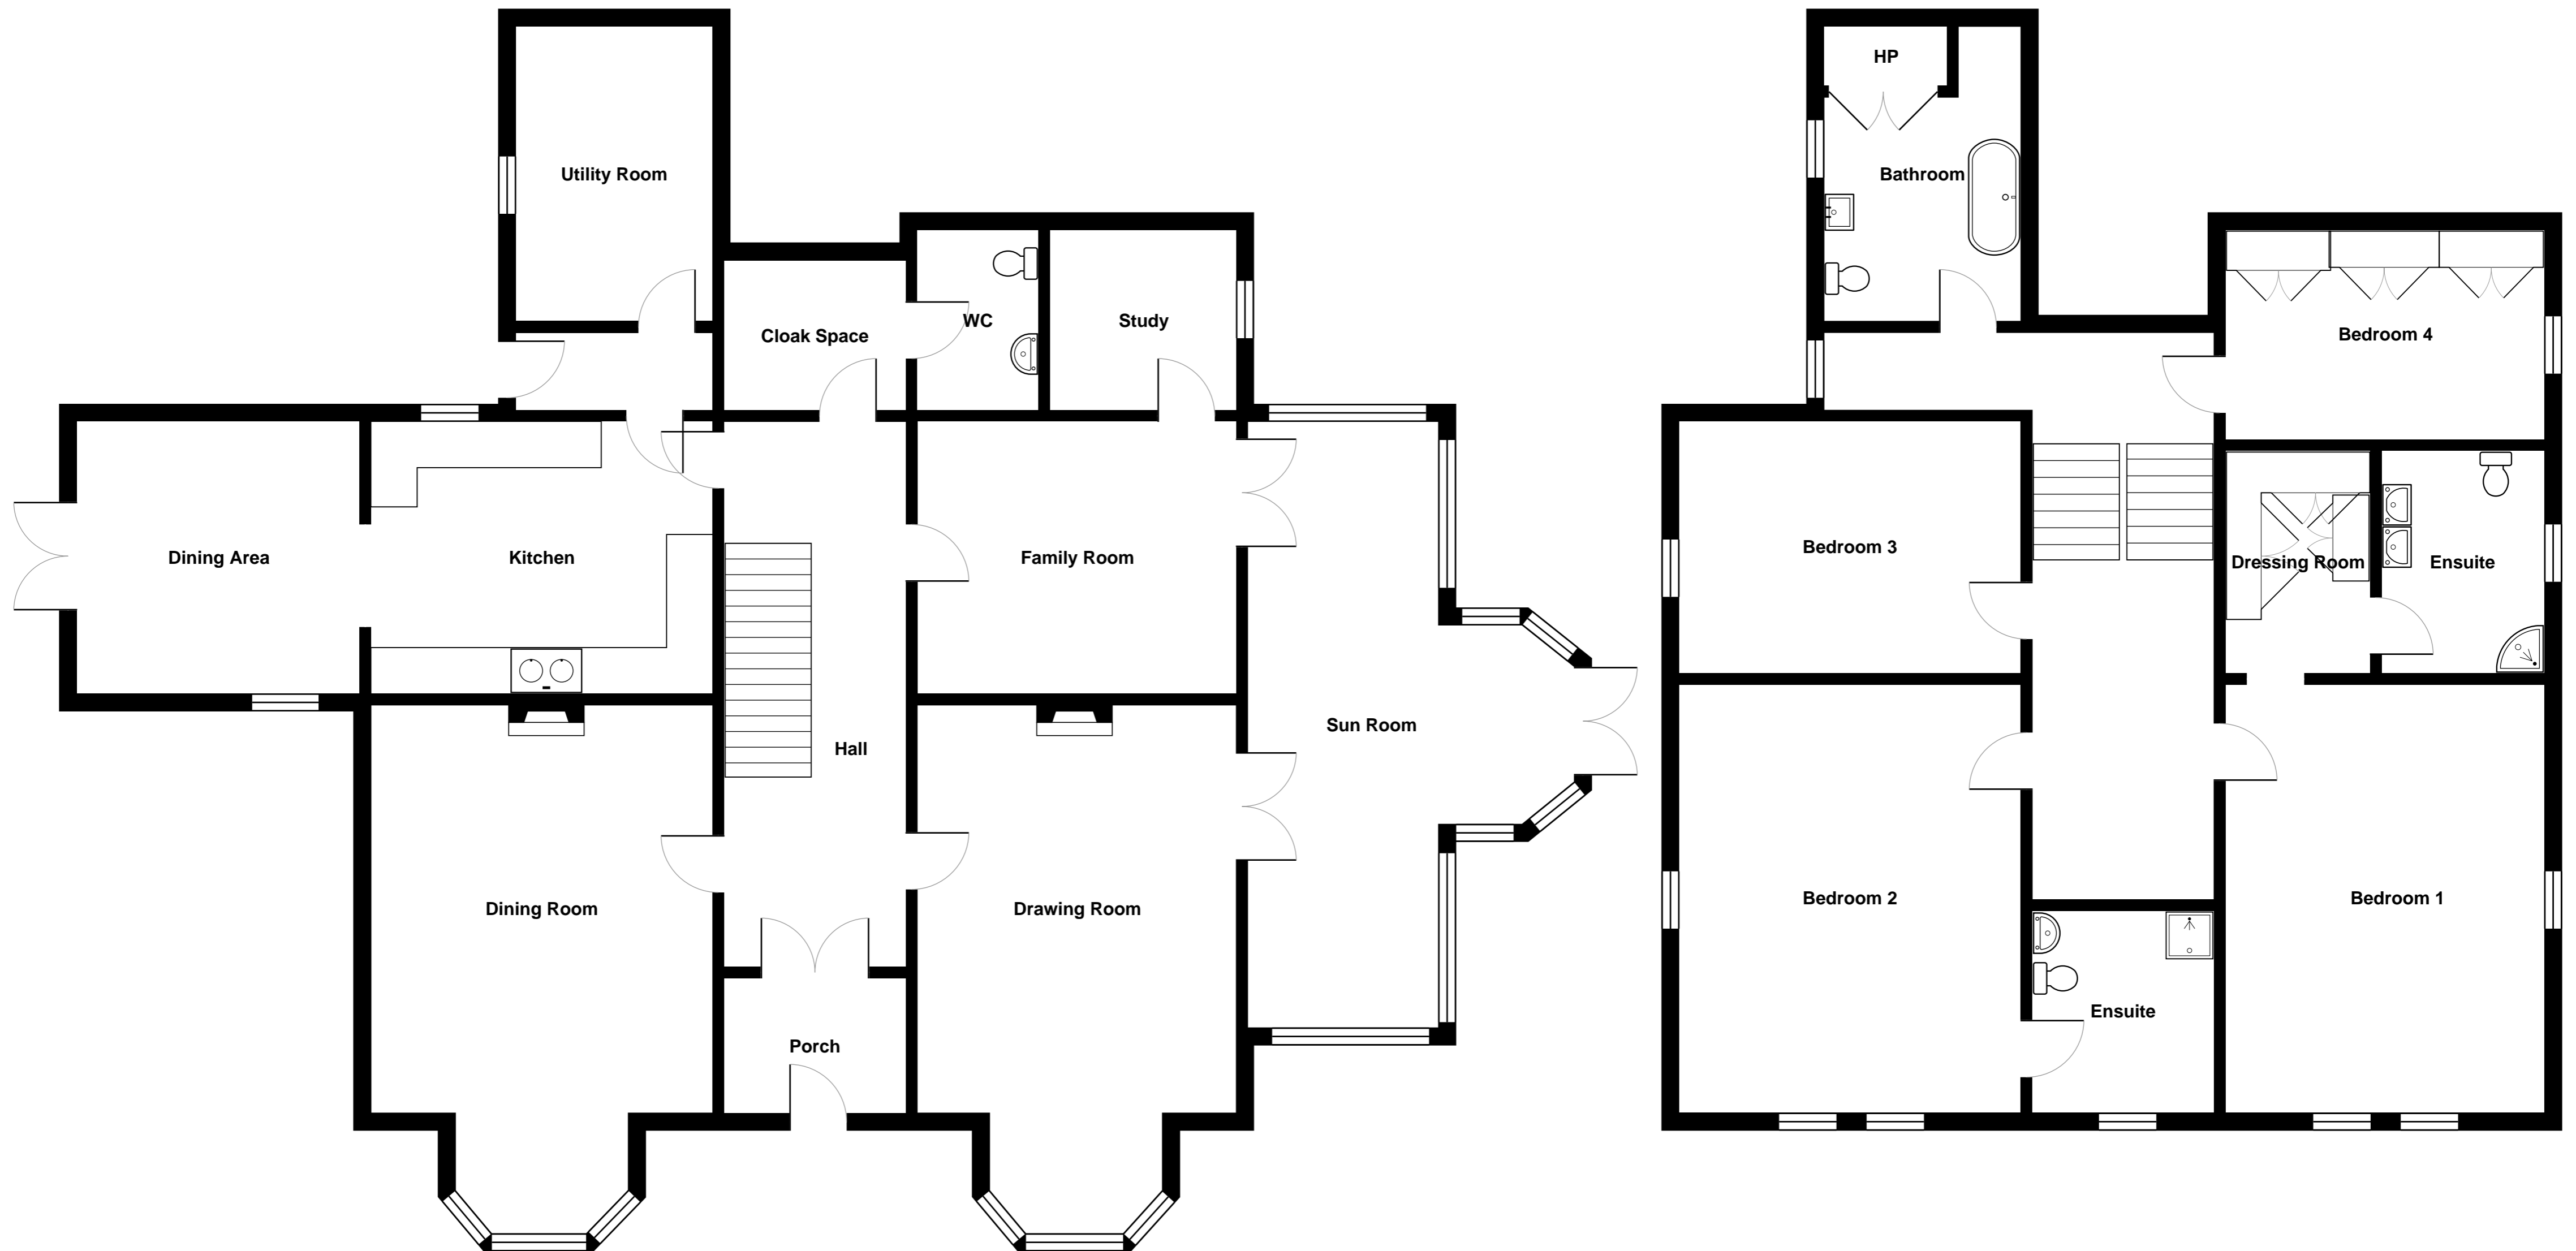 Utility Room
Cloak Space
WC
Study
Dining Area
Kitchen
Family Room
Hall
Sun Room
Dining Room
Drawing Room
Porch
HP
Bathroom
Bedroom 4
Bedroom 3
Dressing Room
Ensuite
Bedroom 2
Bedroom 1
Ensuite